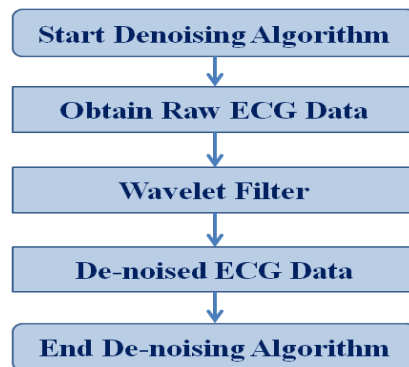 Start Denoising Algorithm
Obtain Raw ECG Data
Wavelet Filter
De-noised ECG Data
End De-noising Algorithm